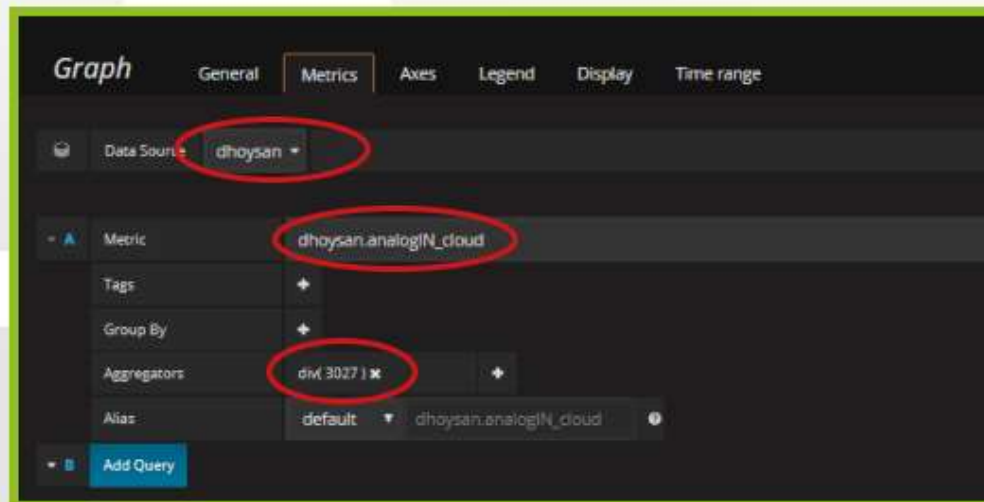 Graph General Metrics Axes Legend Display Time range
Data Source dhoysan
A Metric dhoysan.analogIN_cloud
Tags +
Group By +
Aggregators div( 3027 ) × +
Alias default dhoysan.analogIN_cloud ?
B Add Query